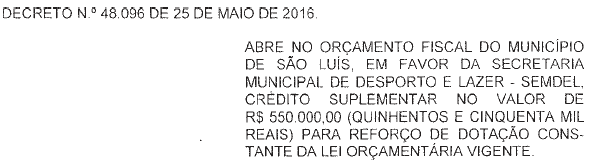 DECRETO N.º 48.096 DE 25 DE MAIO DE 2016.
ABRE NO ORÇAMENTO FISCAL DO MUNICÍPIO
DE SÃO LUÍS, EM FAVOR DA SECRETARIA
MUNICIPAL DE DESPORTO E LAZER - SEMDEL,
CRÉDITO SUPLEMENTAR NO VALOR DE
R$ 550.000,00 (QUINHENTOS E CINQUENTA MIL
REAIS) PARA REFORÇO DE DOTAÇÃO CONS-
TANTE DA LEI ORÇAMENTÁRIA VIGENTE.